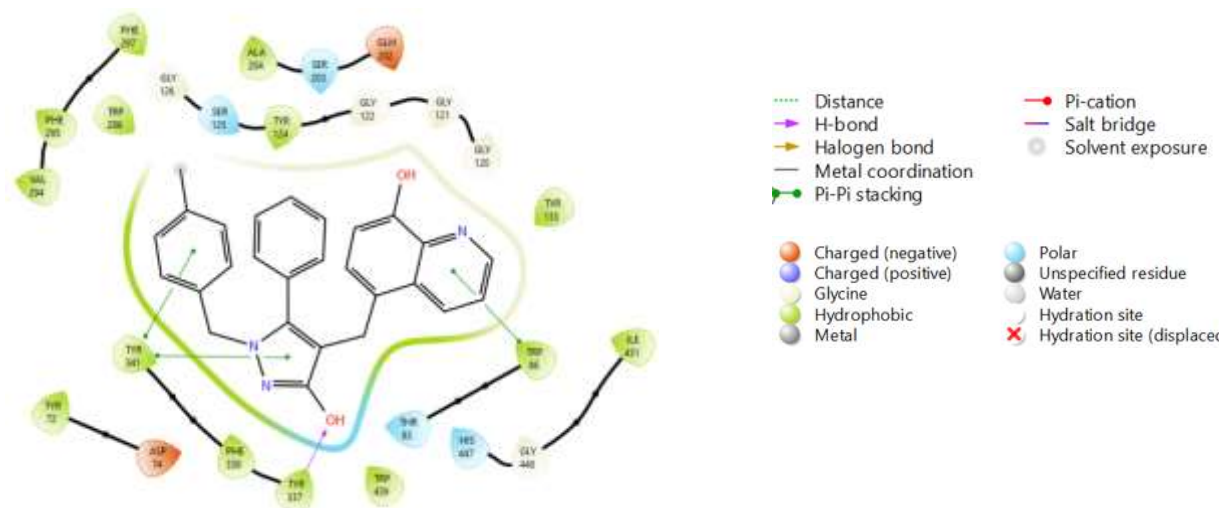 PHE
297
PHE
295
VAL
294
TRP
286
GLY
126
SER
125
TYR
124
ALA
204
SER
203
GLH
202
GLY
122
GLY
121
GLY
120
TYR
133
OH
N
N
N
OH
TYR
341
TYR
72
ASP
74
PHE
338
TYR
337
TRP
439
THR
83
TRP
86
HIS
447
GLY
448
ILE
451
Distance
H-bond
Halogen bond
Metal coordination
Pi-Pi stacking
Pi-cation
Salt bridge
Solvent exposure
Charged (negative)
Charged (positive)
Glycine
Hydrophobic
Metal
Polar
Unspecified residue
Water
Hydration site
Hydration site (displaced